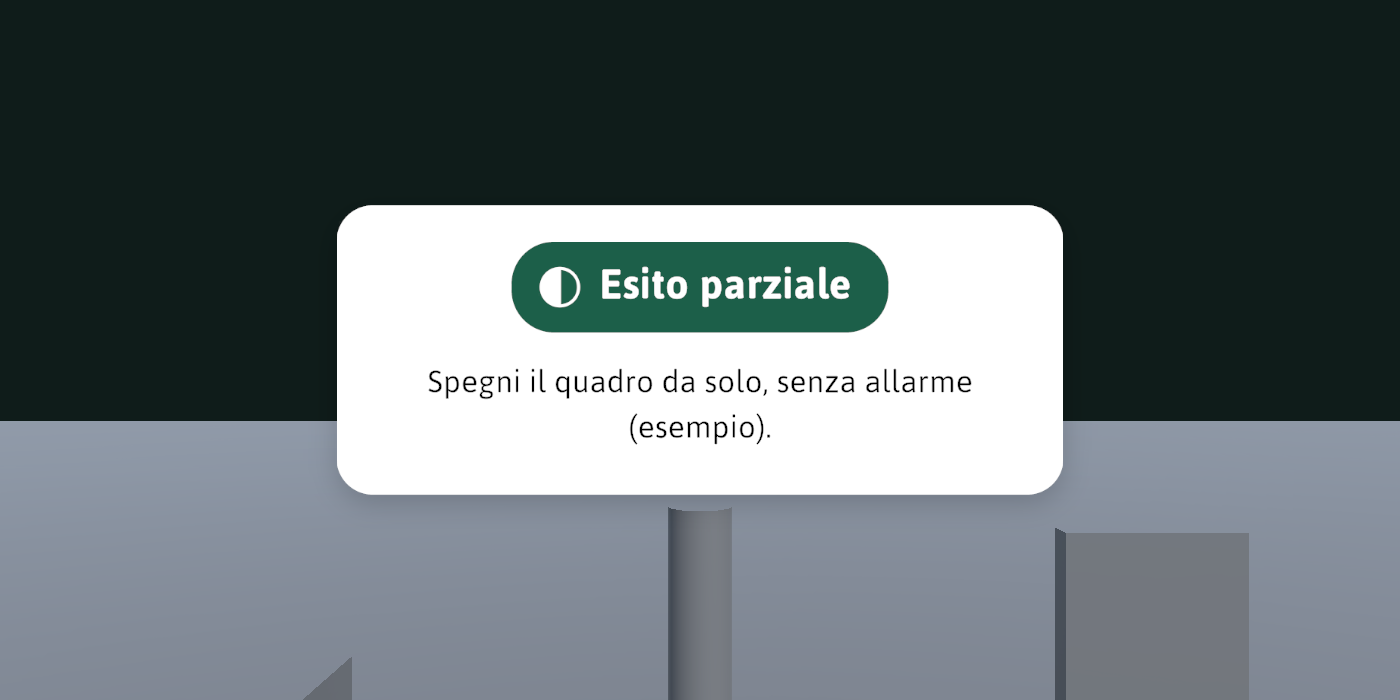 Esito parziale
Spegni il quadro da solo, senza allarme
(esempio).